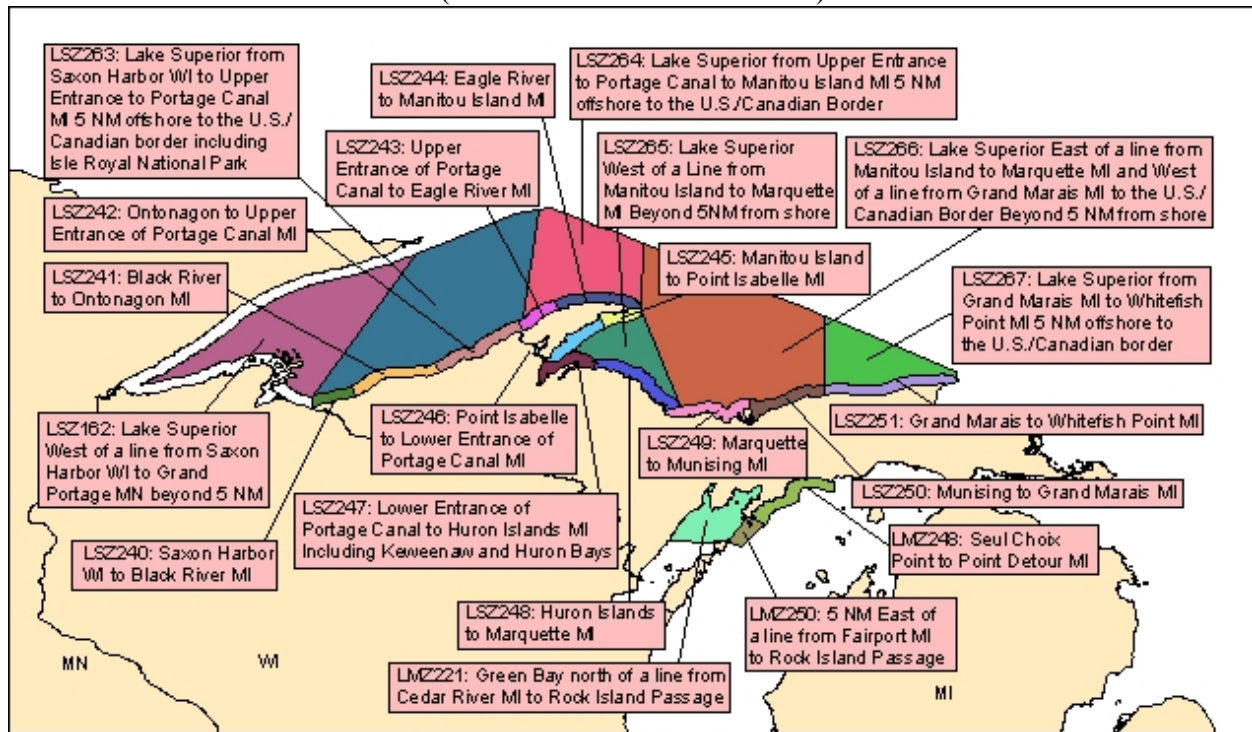 LSZ263: Lake Superior from
Saxon Harbor WI to Upper
Entrance to Portage Canal
MI 5 NM offshore to the U.S./
Canadian border including
Isle Royal National Park
LSZ244: Eagle River
to Manitou Island MI
LSZ264: Lake Superior from Upper Entrance
to Portage Canal to Manitou Island MI 5 NM
offshore to the U.S./Canadian Border
LSZ243: Upper
Entrance of Portage
Canal to Eagle River MI
LSZ265: Lake Superior
West of a Line from
Manitou Island to Marquette
MI Beyond 5NM from shore
LSZ266: Lake Superior East of a line from
Manitou Island to Marquette MI and West
of a line from Grand Marais MI to the U.S./
Canadian Border Beyond 5 NM from shore
LSZ242: Ontonagon to Upper
Entrance of Portage Canal MI
LSZ241: Black River
to Ontonagon MI
LSZ245: Manitou Island
to Point Isabelle MI
LSZ267: Lake Superior from
Grand Marais MI to Whitefish
Point MI 5 NM offshore to
the U.S./Canadian border
LSZ162: Lake Superior
West of a line from Saxon
Harbor WI to Grand
Portage MN beyond 5 NM
LSZ246: Point Isabelle
to Lower Entrance of
Portage Canal MI
LSZ249: Marquette
to Munising MI
LSZ251: Grand Marais to Whitefish Point MI
LSZ250: Munising to Grand Marais MI
LSZ247: Lower Entrance of
Portage Canal to Huron Islands MI
Including Keweenaw and Huron Bays
LSZ240: Saxon Harbor
WI to Black River MI
LMZ248: Seul Choix
Point to Point Detour MI
LSZ248: Huron Islands
to Marquette MI
LMZ250: 5 NM East of
a line from Fairport MI
to Rock Island Passage
LMZ221: Green Bay north of a line from
Cedar River MI to Rock Island Passage
MN
WI
MI